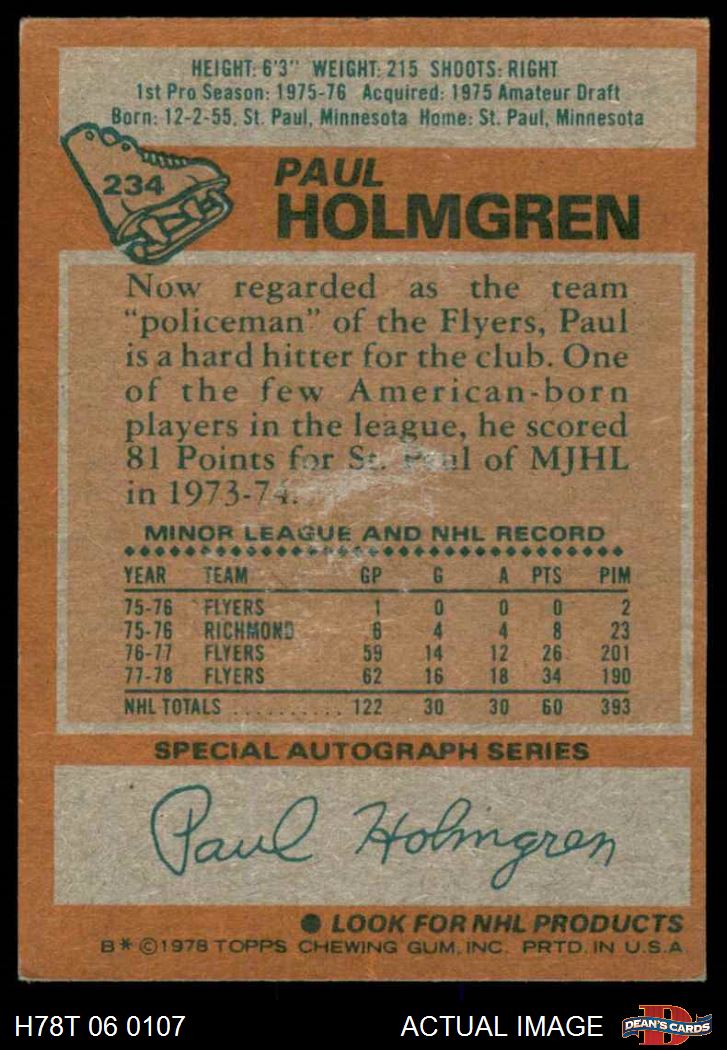 HEIGHT: 6'3" WEIGHT: 215 SHOOTS: RIGHT
1st Pro Season: 1975-76 Acquired: 1975 Amateur Draft
Born: 12-2-55, St. Paul, Minnesota Home: St. Paul, Minnesota
234
PAUL
HOLMGREN
Now regarded as the team
"policeman" of the Flyers, Paul
is a hard hitter for the club. One
of the few American-born
players in the league, he scored
81 Points for St. Paul of MJHL
in 1973-74.
MINOR LEAGUE AND NHL RECORD
YEAR TEAM GP G A PTS PIM
75-76 FLYERS 1 0 0 0 2
75-76 RICHMOND 6 4 4 8 23
76-77 FLYERS 59 14 12 26 201
77-78 FLYERS 62 16 18 34 190
NHL TOTALS .......... 122 30 30 60 393
SPECIAL AUTOGRAPH SERIES
Paul Holmgren
● LOOK FOR NHL PRODUCTS
B* ©1978 TOPPS CHEWING GUM, INC. PRTD. IN U.S.A.
H78T 06 0107 ACTUAL IMAGE D DEAN'S CARDS